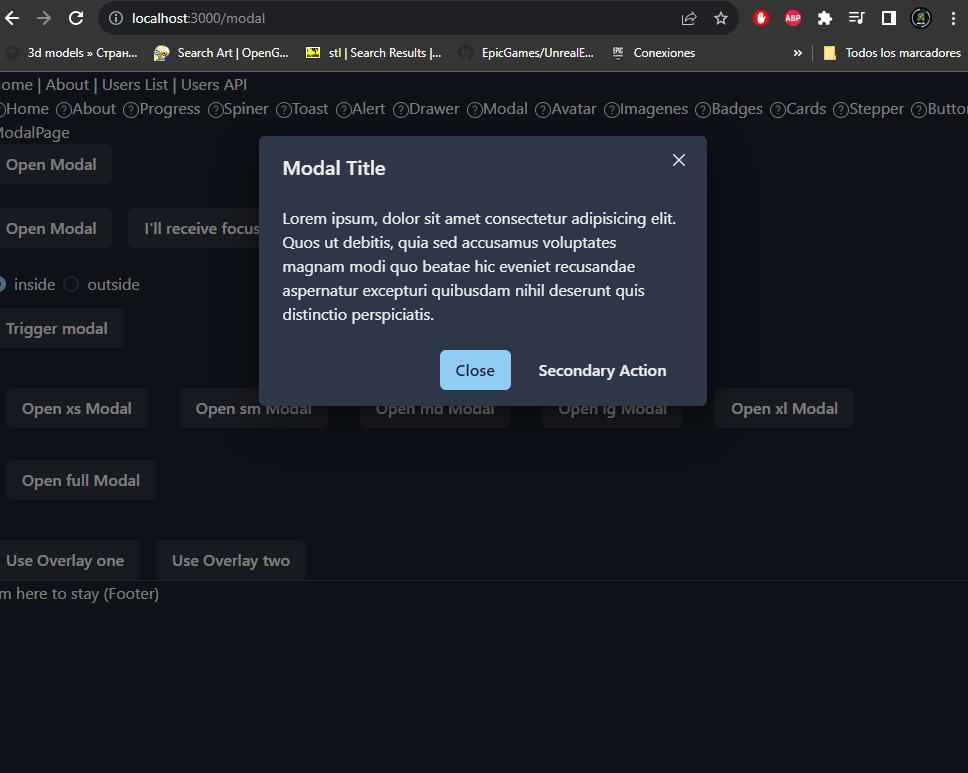 localhost:3000/modal
3d models » Стран... Search Art | OpenG... stl | Search Results |... EpicGames/UnrealE... Conexiones » Todos los marcadores
ome | About | Users List | Users API
?Home ?About ?Progress ?Spiner ?Toast ?Alert ?Drawer ?Modal ?Avatar ?Imagenes ?Badges ?Cards ?Stepper ?Button
ModalPage
Open Modal
Open Modal I'll receive focus
inside outside
Trigger modal
Modal Title
Lorem ipsum, dolor sit amet consectetur adipisicing elit.
Quos ut debitis, quia sed accusamus voluptates
magnam modi quo beatae hic eveniet recusandae
aspernatur excepturi quibusdam nihil deserunt quis
distinctio perspiciatis.
Close Secondary Action
Open xs Modal Open sm Modal Open md Modal Open lg Modal Open xl Modal
Open full Modal
Use Overlay one Use Overlay two
m here to stay (Footer)
ABP